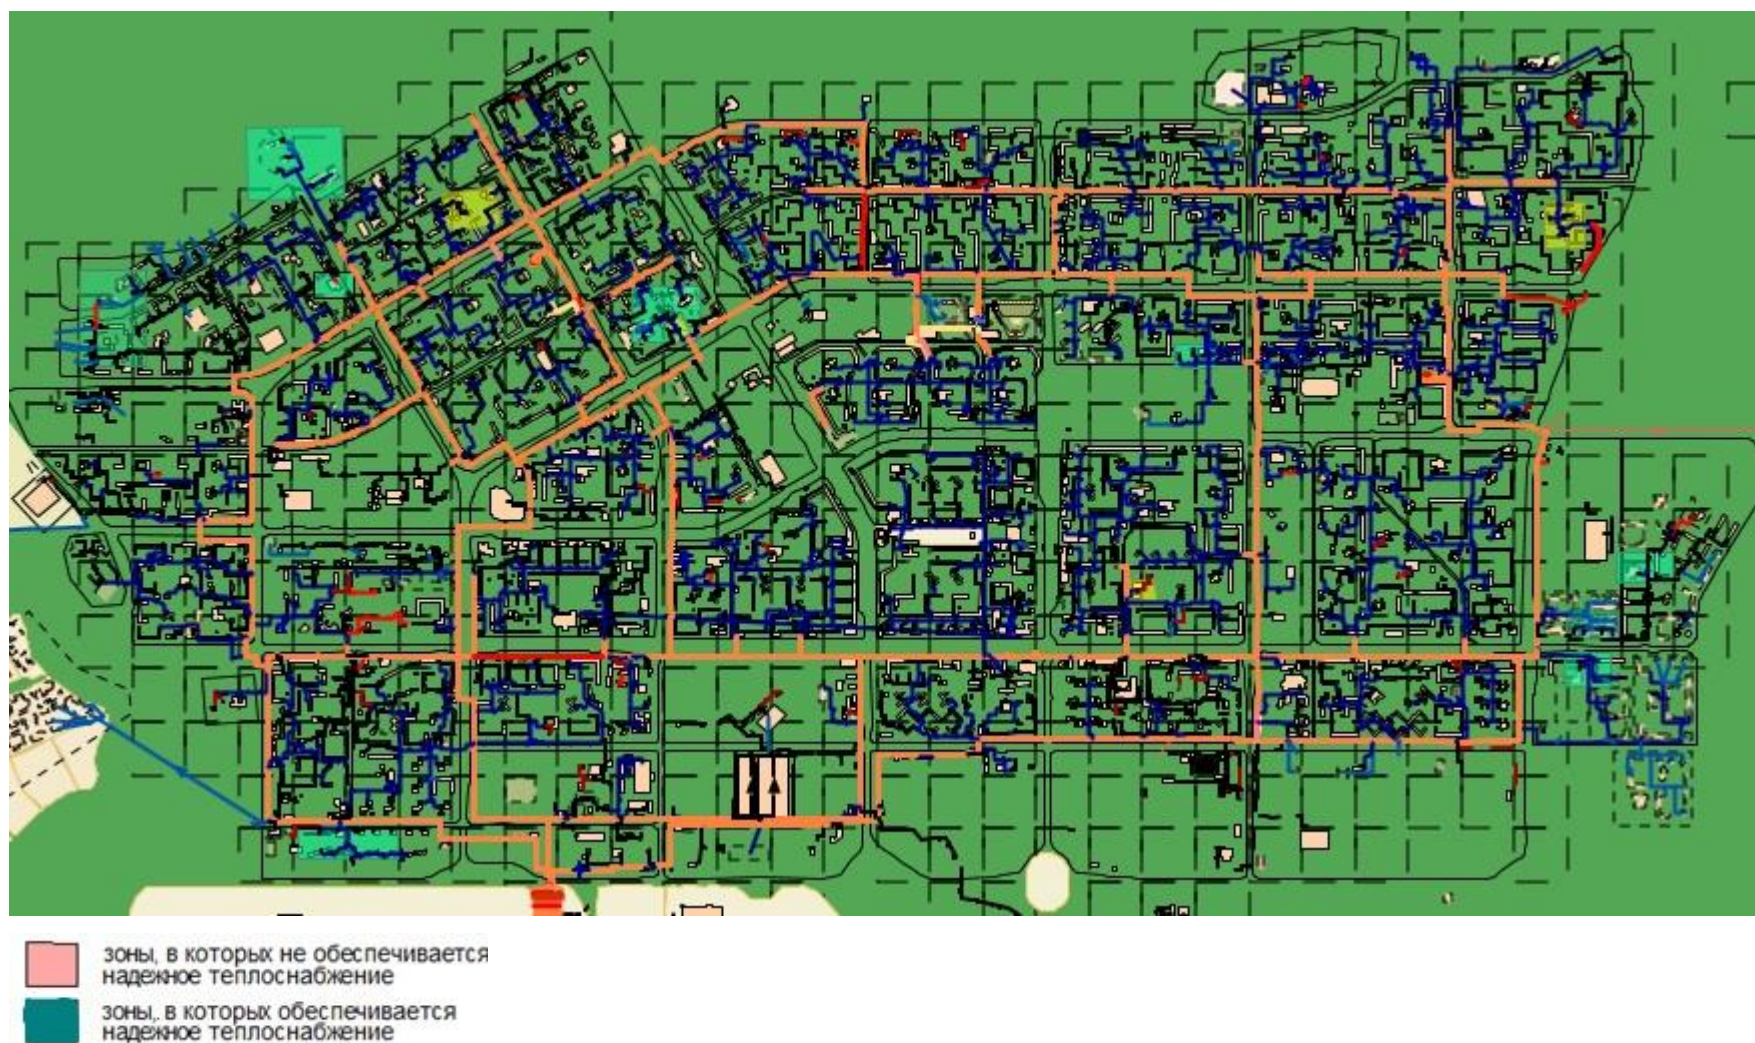 зоны, в которых не обеспечивается
надежное теплоснабжение
зоны, в которых обеспечивается
надежное теплоснабжение